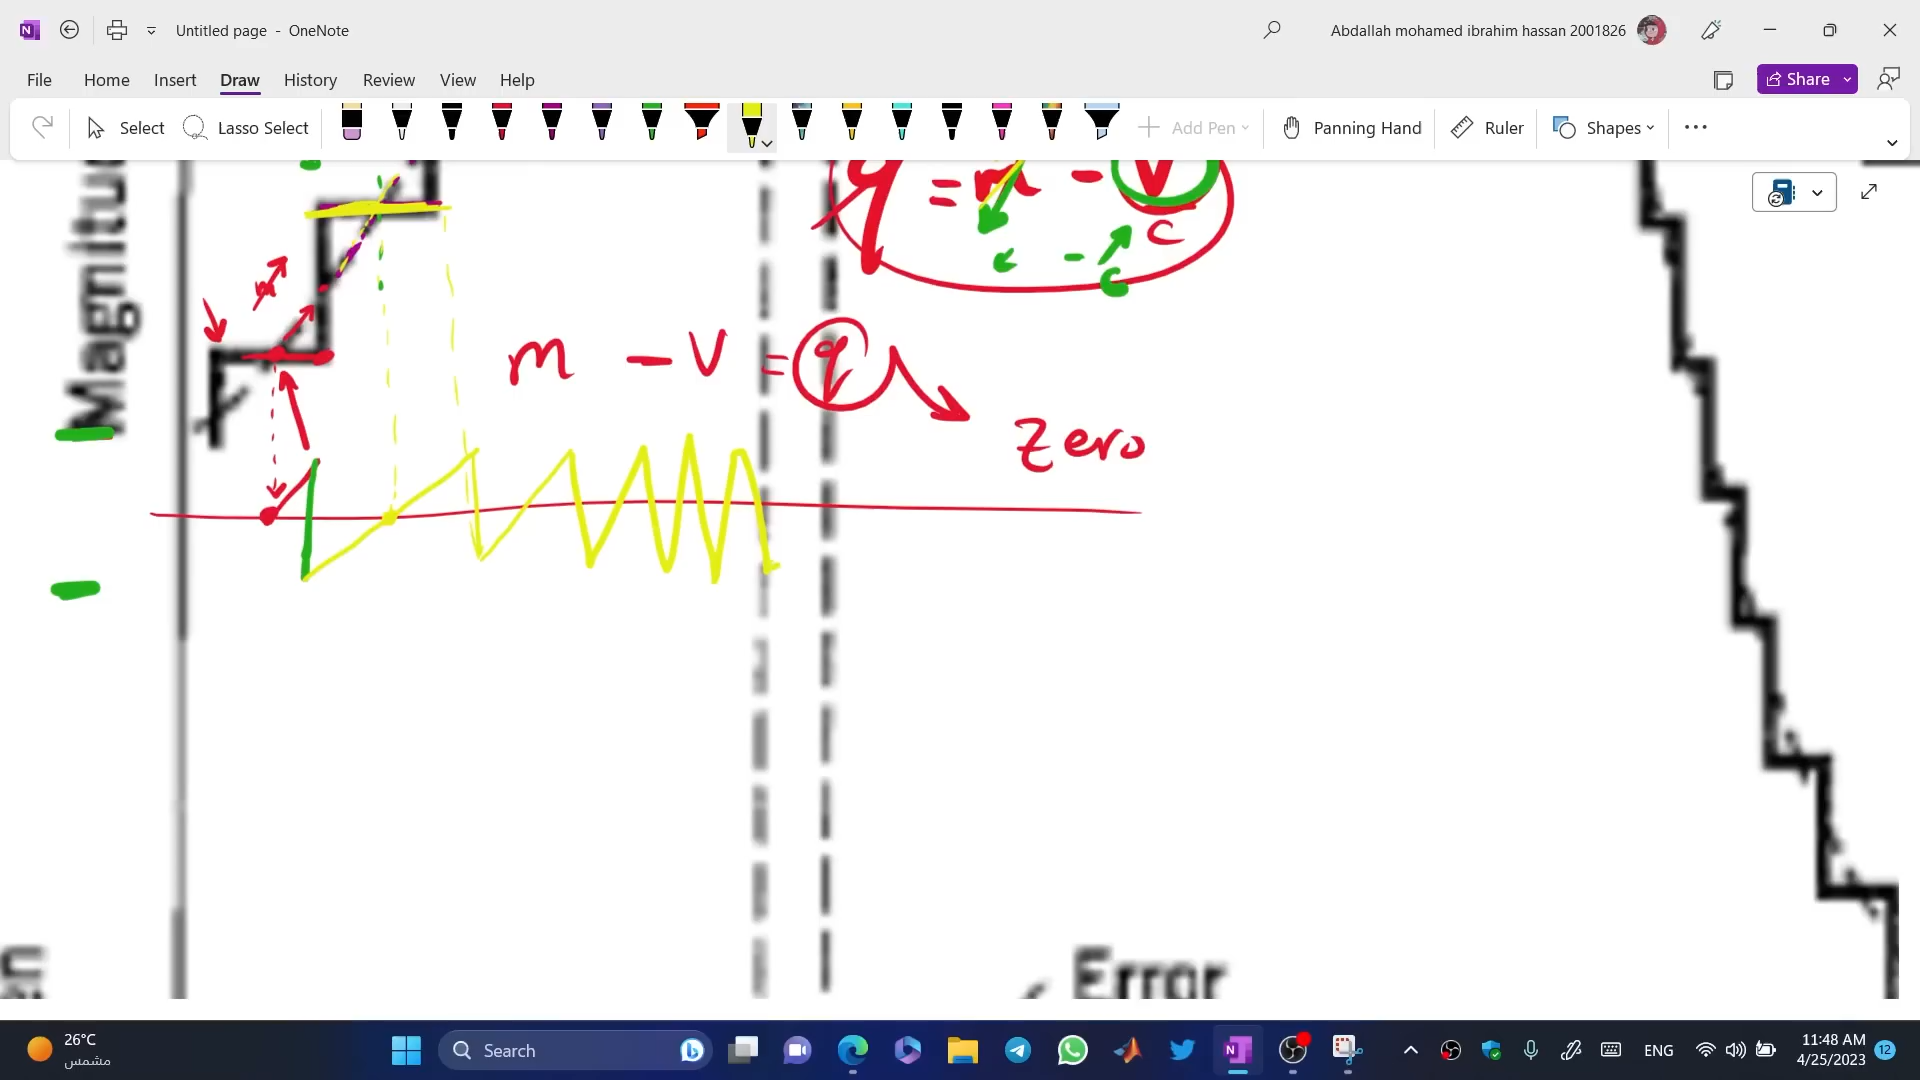 Untitled page - OneNote
Abdallah mohamed ibrahim hassan 2001826
File Home Insert Draw History Review View Help
Share
Select Lasso Select Add Pen Panning Hand Ruler Shapes
q = m - V
c
c
m
m - V = q
zero
Error
26°C
مشمس
Search
ENG
11:48 AM
4/25/2023
12